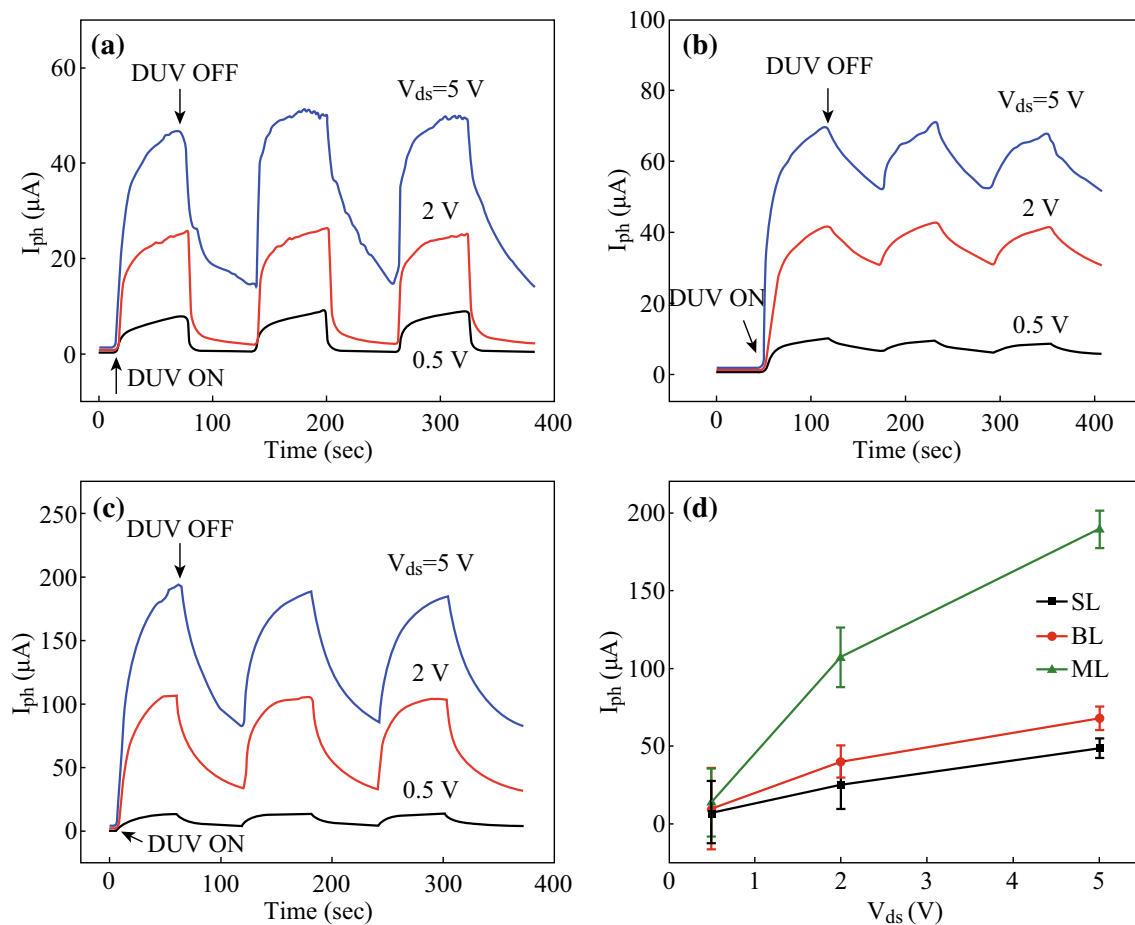 (a)
60
40
20
0
I_ph (μA)
DUV OFF
V_ds=5 V
2 V
0.5 V
DUV ON
0 100 200 300 400
Time (sec)
(b)
100
80
60
40
20
0
I_ph (μA)
DUV OFF
V_ds=5 V
2 V
DUV ON
0.5 V
0 100 200 300 400
Time (sec)
(c)
250
200
150
100
50
0
I_ph (μA)
DUV OFF
V_ds=5 V
2 V
0.5 V
DUV ON
0 100 200 300 400
Time (sec)
(d)
200
150
100
50
0
I_ph (μA)
SL
BL
ML
0 1 2 3 4 5
V_ds (V)